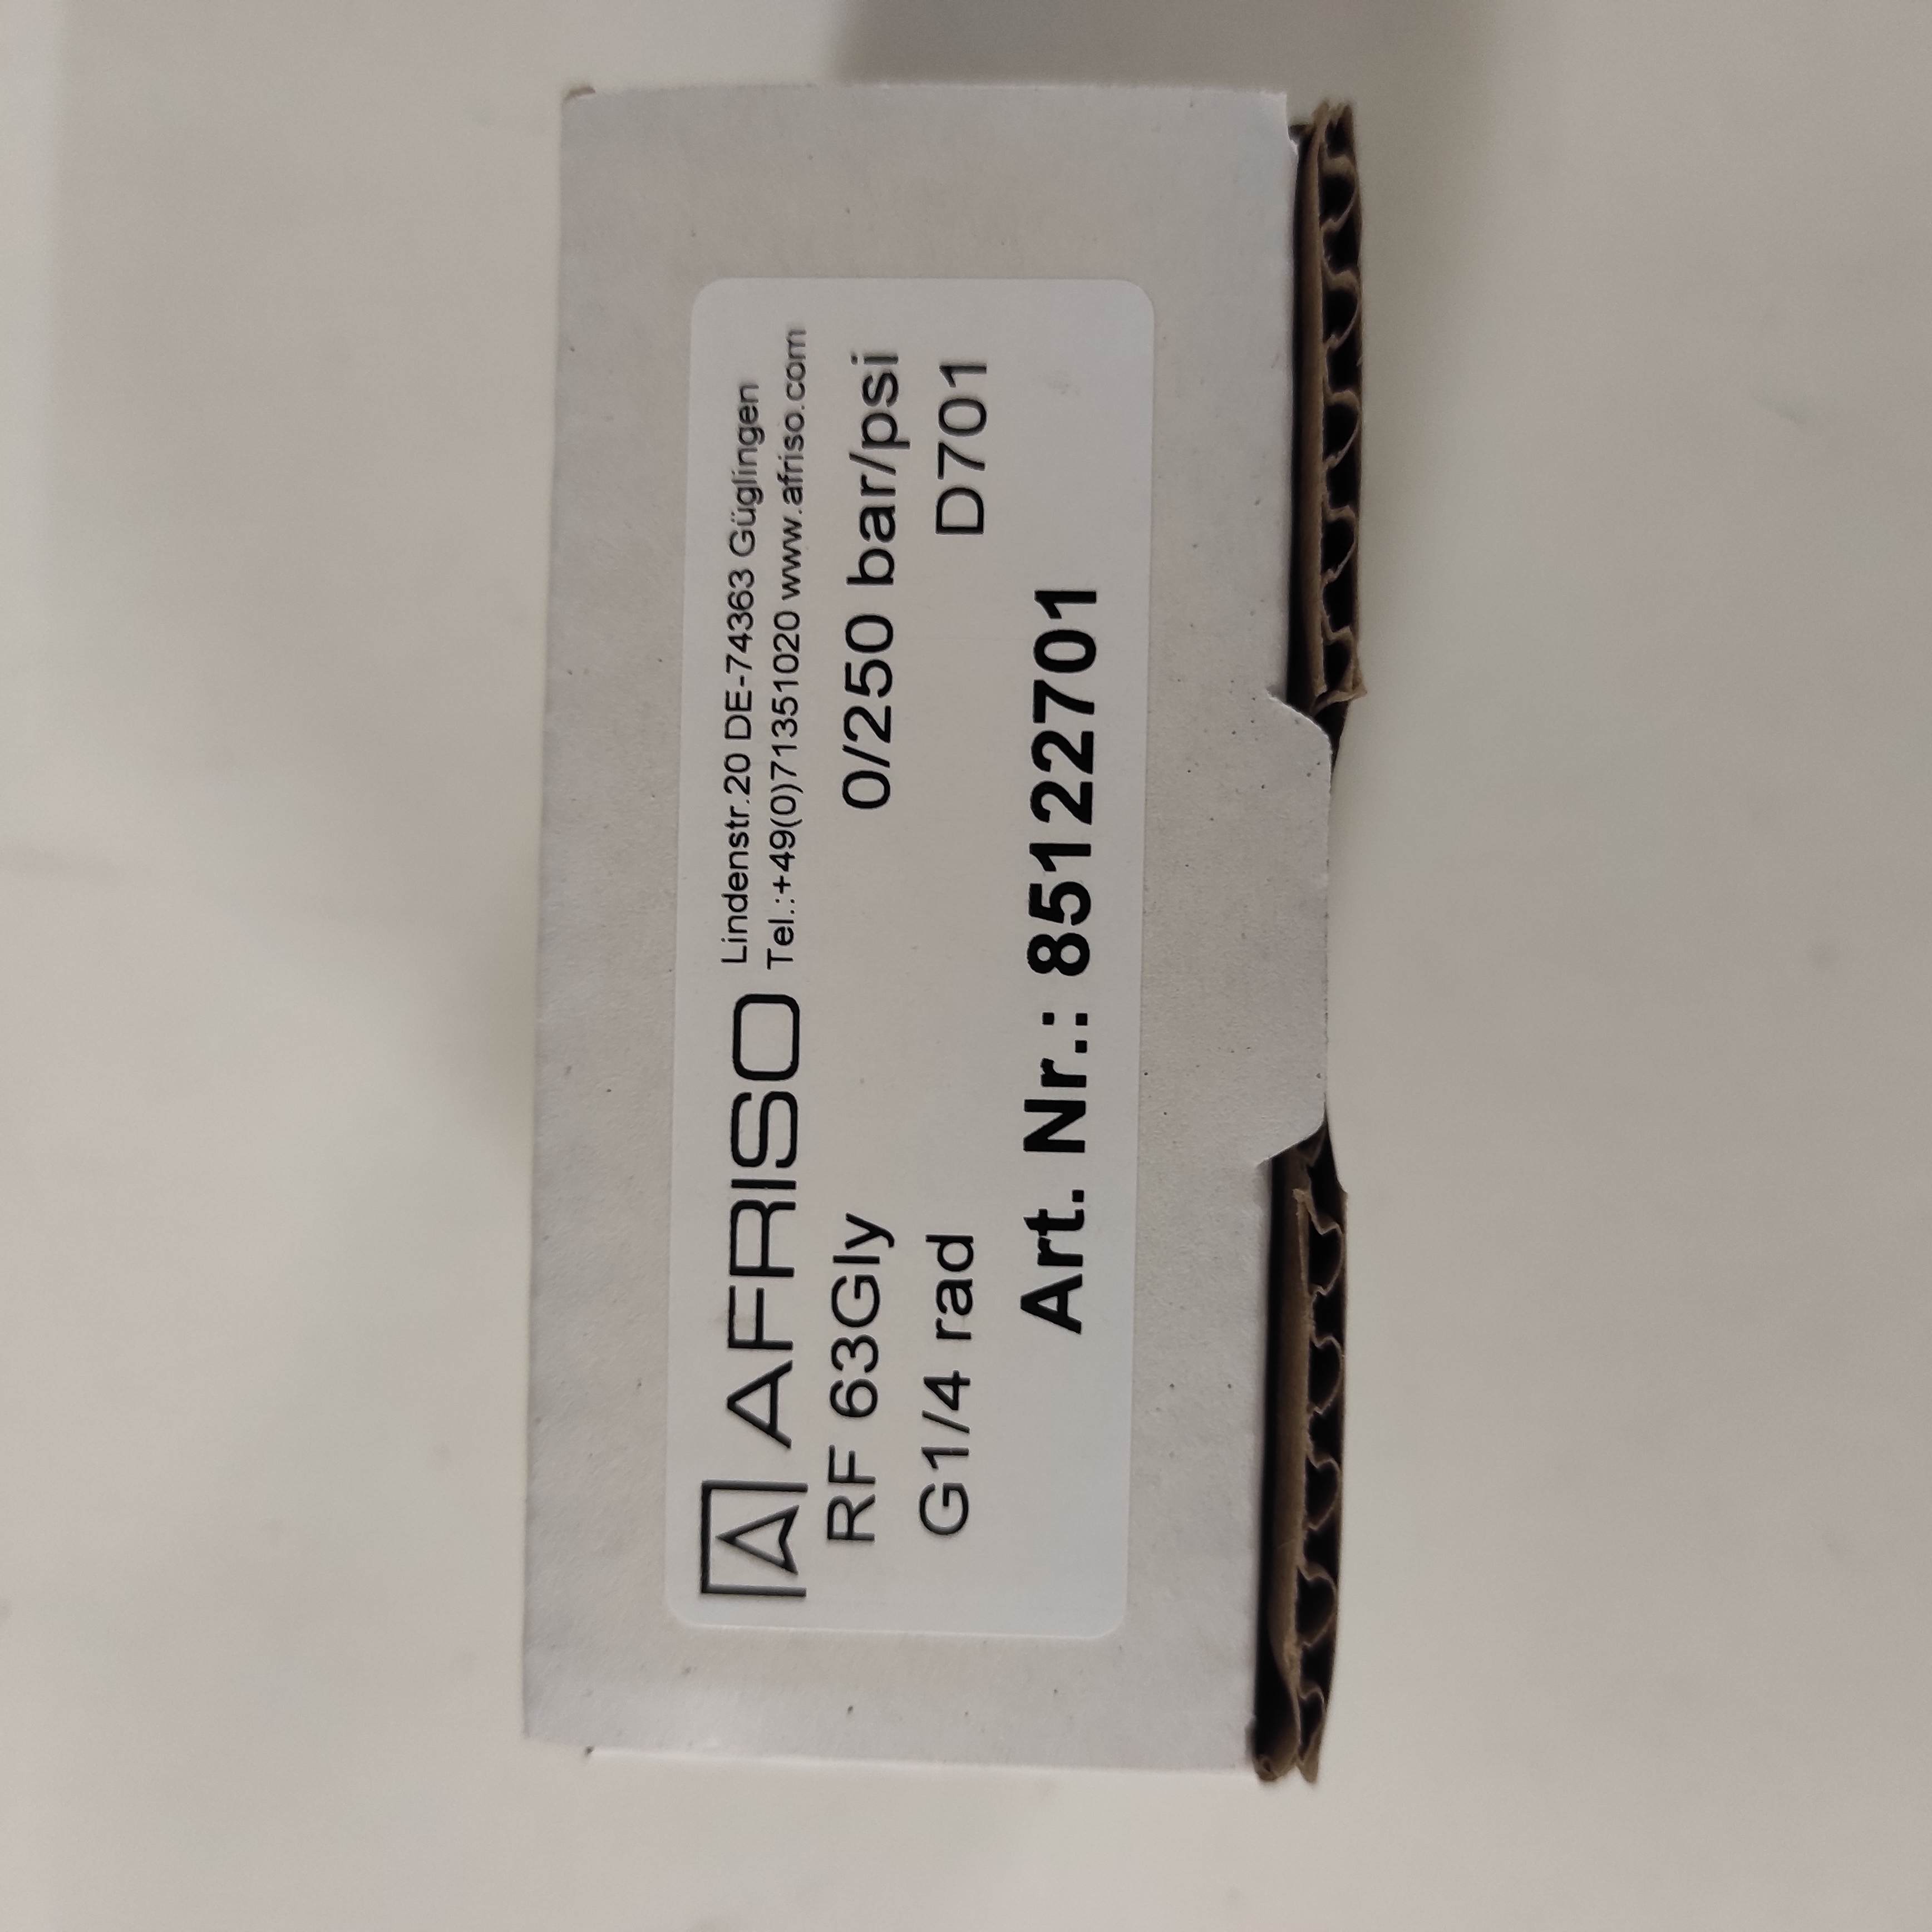 AFRISO
Lindenstr.20 DE-74363 Güglingen
Tel.:+49(0)71351020 www.afriso.com
RF 63Gly 0/250 bar/psi
G1/4 rad D701
Art. Nr.: 85122701